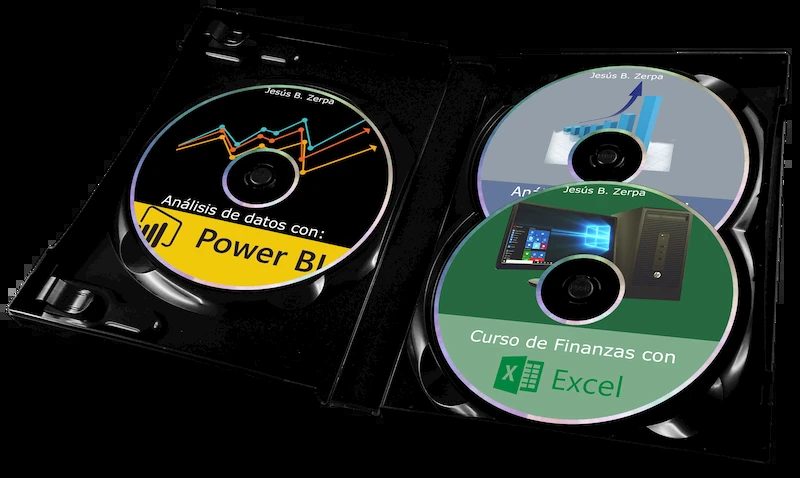 Jesús B. Zerpa
Análisis de datos con:
Power BI
Jesús B. Zerpa
Jesús B. Zerpa
Curso de Finanzas con
Excel